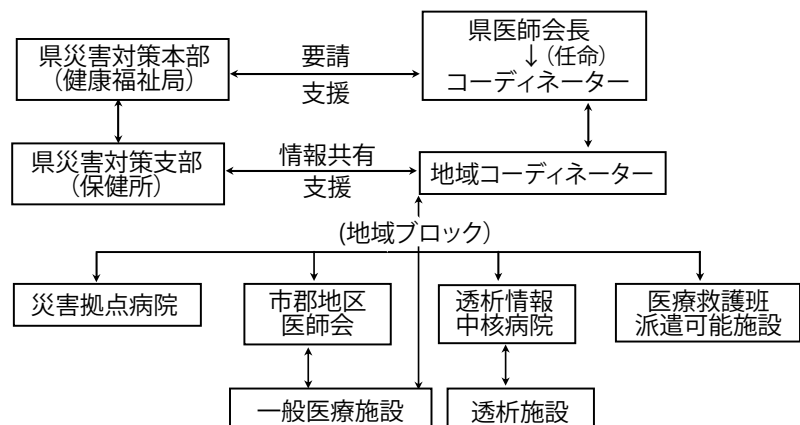 県災害対策本部
(健康福祉局)
要請
支援
県医師会長
↓(任命)
コーディネーター
県災害対策支部
(保健所)
情報共有
支援
地域コーディネーター
(地域ブロック)
災害拠点病院
市郡地区
医師会
透析情報
中核病院
医療救護班
派遣可能施設
一般医療施設
透析施設